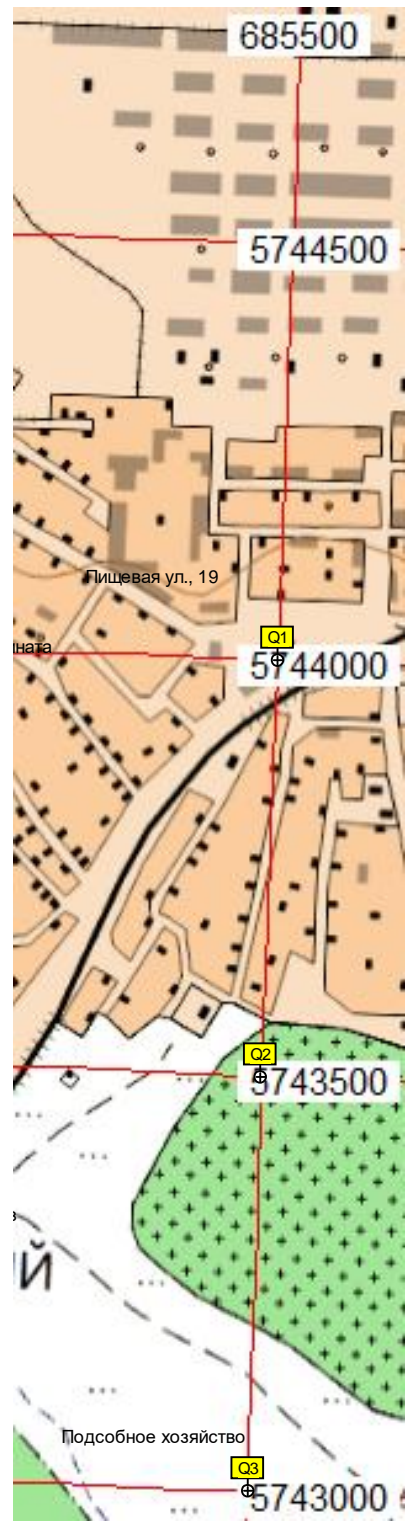 685500
5744500
Пищевая ул., 19
Q1
ната
5744000
Q2
5743500
Й
Подсобное хозяйство
Q3
5743000